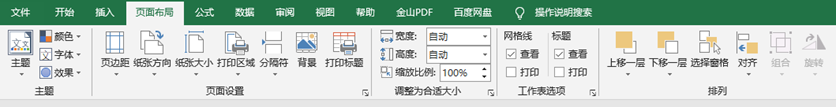 文件 开始 插入 页面布局 公式 数据 审阅 视图 帮助 金山PDF 百度网盘 操作说明搜索
文文 主题 颜色 字体 效果
主题
页边距 纸张方向 纸张大小 打印区域 分隔符 背景 打印标题
页面设置
宽度: 自动
高度: 自动
缩放比例: 100%
调整为合适大小
网格线 标题
查看 查看
打印 打印
工作表选项
上移一层 下移一层 选择窗格 对齐 组合 旋转
排列